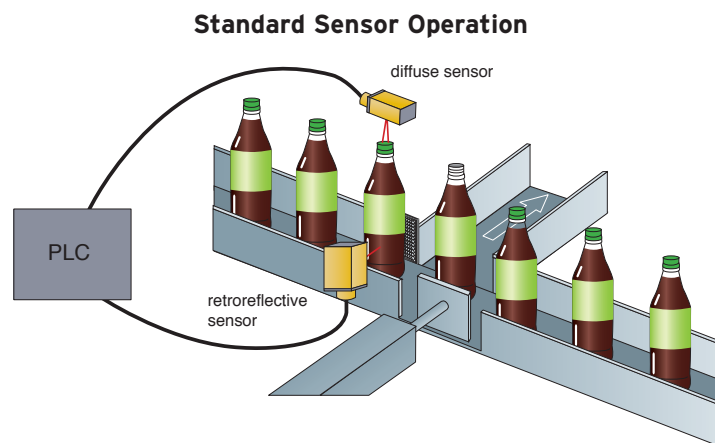 Standard Sensor Operation
diffuse sensor
PLC
retroreflective
sensor